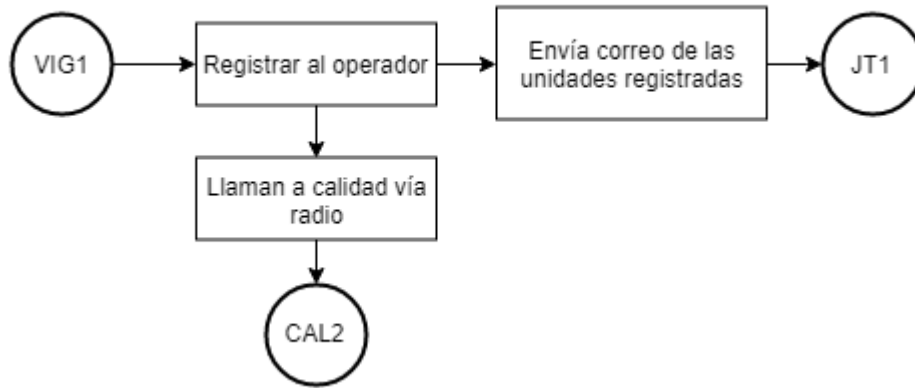 VIG1
Registrar al operador
Envía correo de las
unidades registradas
JT1
Llaman a calidad vía
radio
CAL2